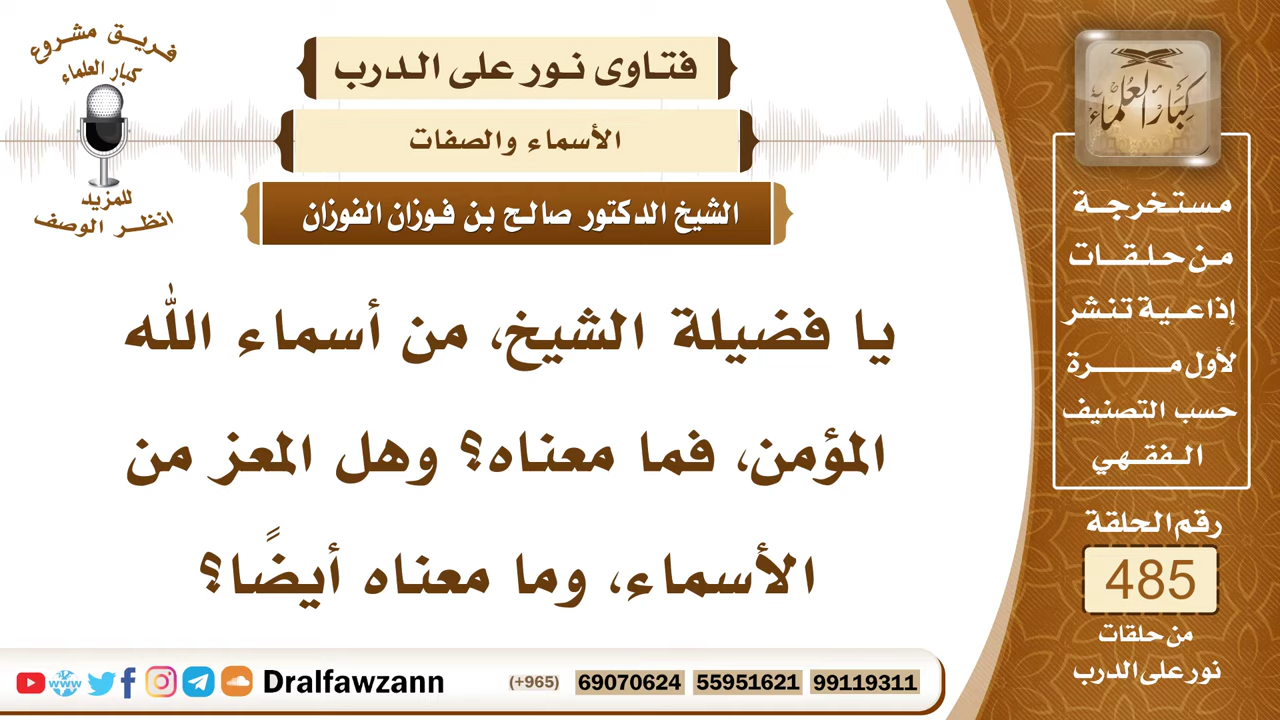 فريق مشروع
كبار العلماء
للمزيد
انظر الوصف
فتاوى نور على الدرب
الأسماء والصفات
الشيخ الدكتور صالح بن فوزان الفوزان
يا فضيلة الشيخ، من أسماء الله
المؤمن، فما معناه؟ وهل المعز من
الأسماء، وما معناه أيضًا؟
كبار العلماء
مستخرجة
من حلقات
إذاعية تنشر
لأول مرة
حسب التصنيف
الفقهي
رقم الحلقة
485
من حلقات
نور على الدرب
www
Dralfawzann
(+965) 69070624 55951621 99119311